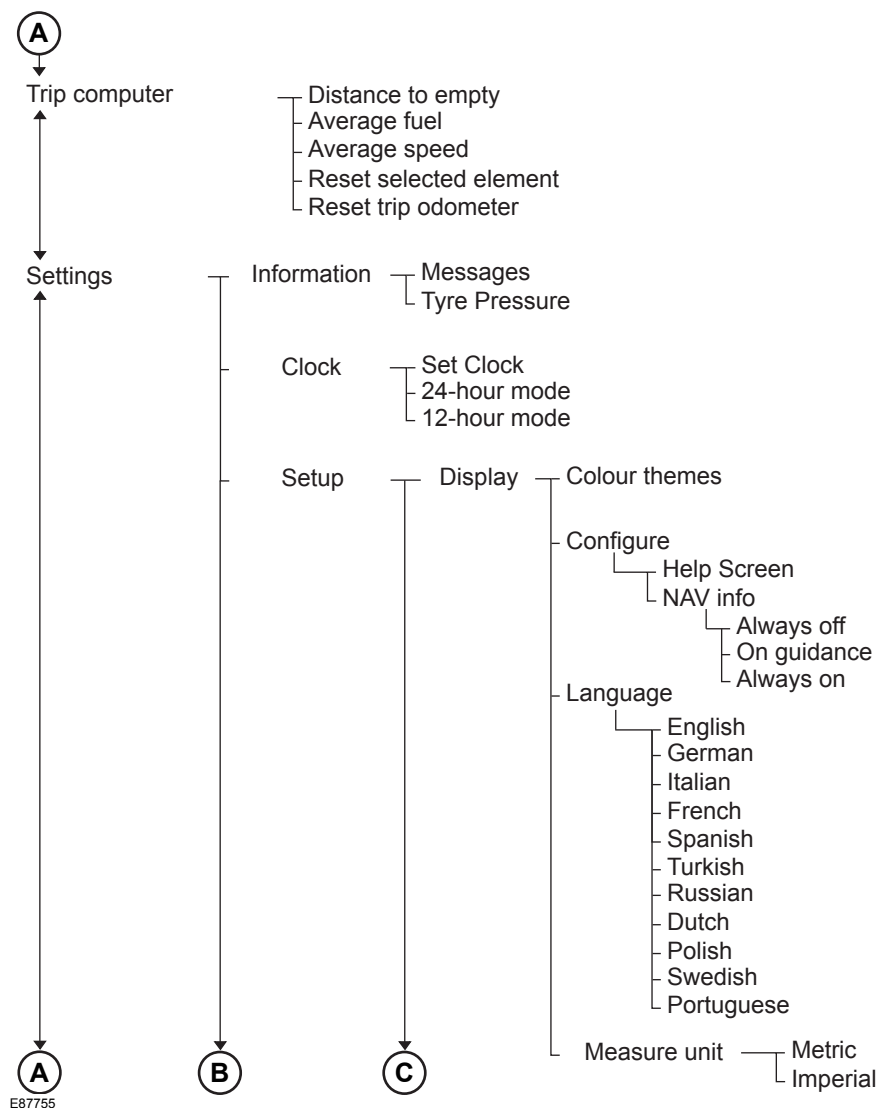 A
Trip computer
Distance to empty
Average fuel
Average speed
Reset selected element
Reset trip odometer
Settings
Information
Messages
Tyre Pressure
Clock
Set Clock
24-hour mode
12-hour mode
Setup
Display
Colour themes
Configure
Help Screen
NAV info
Always off
On guidance
Always on
Language
English
German
Italian
French
Spanish
Turkish
Russian
Dutch
Polish
Swedish
Portuguese
Measure unit
Metric
Imperial
A
B
C
E87755